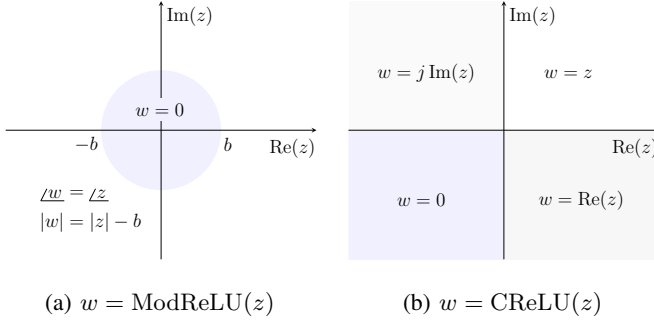 Im(z)
w = 0
−b
b
Re(z)
∠w = ∠z
|w| = |z| − b
(a) w = ModReLU(z)
Im(z)
w = j Im(z)
w = z
Re(z)
w = 0
w = Re(z)
(b) w = CReLU(z)